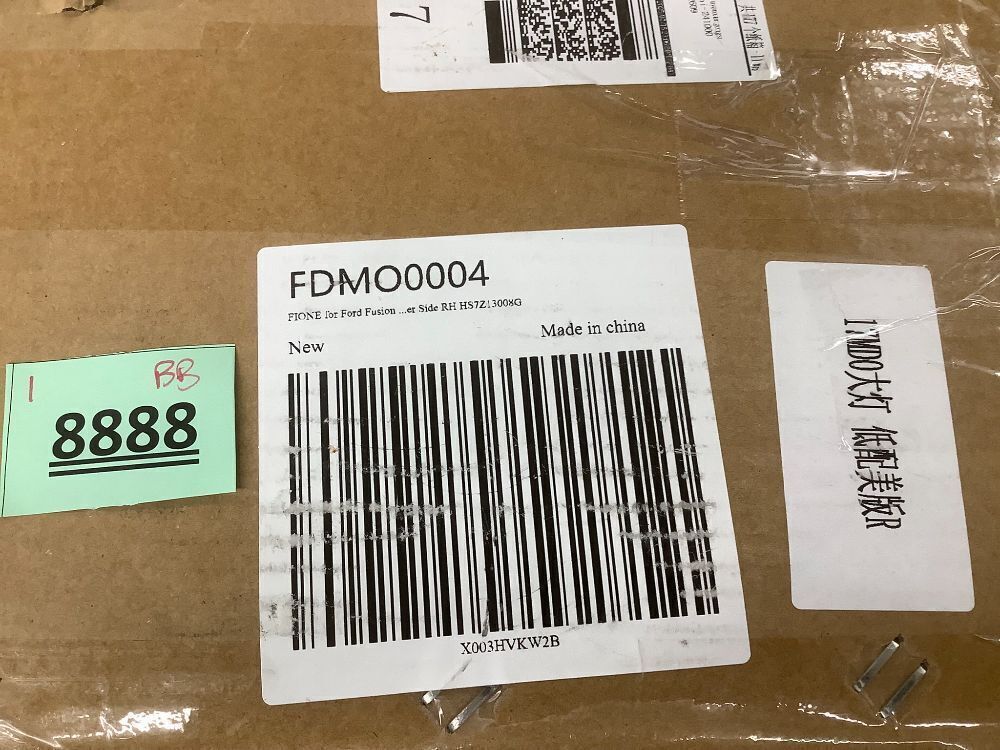 7
FDMO0004
FIONE for Ford Fusion ...er Side RH HS7Z13008G
New
Made in china
X003HVKW2B
1 BB
8888
17MDO大灯 低配美版R